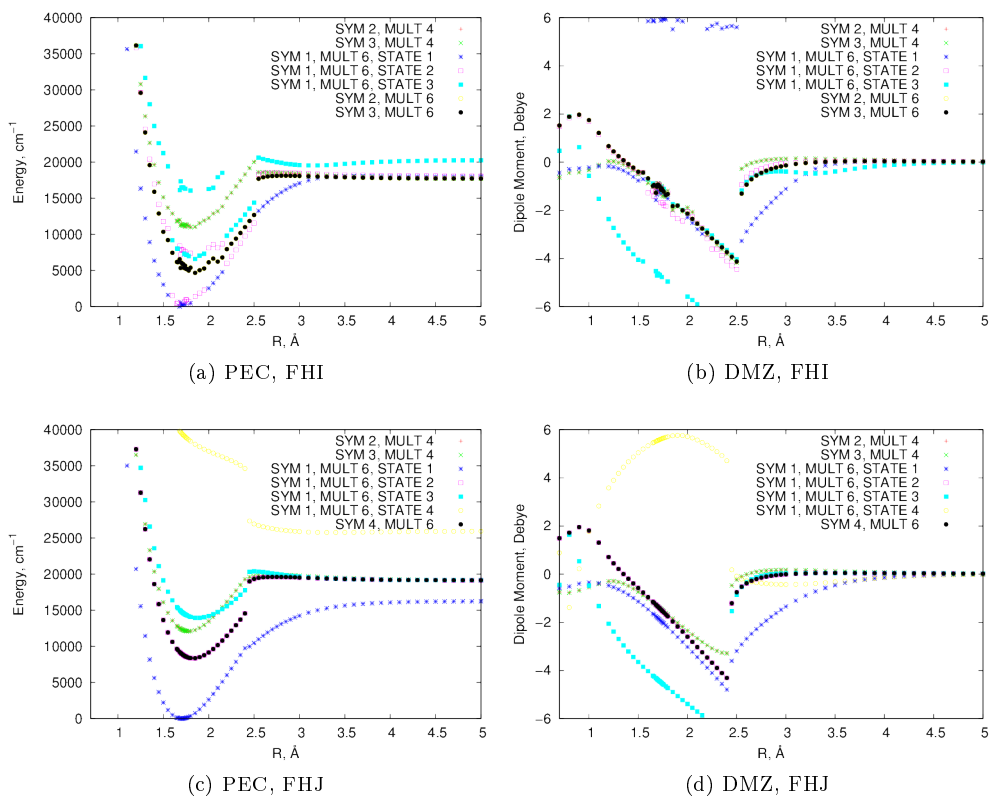 40000
35000
30000
25000
20000
15000
10000
5000
0
Energy, cm−1
SYM 2, MULT 4
SYM 3, MULT 4
SYM 1, MULT 6, STATE 1
SYM 1, MULT 6, STATE 2
SYM 1, MULT 6, STATE 3
SYM 2, MULT 6
SYM 3, MULT 6
1 1.5 2 2.5 3 3.5 4 4.5 5
R, Å
(a) PEC, FHI
6
4
2
0
−2
−4
−6
Dipole Moment, Debye
SYM 2, MULT 4
SYM 3, MULT 4
SYM 1, MULT 6, STATE 1
SYM 1, MULT 6, STATE 2
SYM 1, MULT 6, STATE 3
SYM 2, MULT 6
SYM 3, MULT 6
1 1.5 2 2.5 3 3.5 4 4.5 5
R, Å
(b) DMZ, FHI
40000
35000
30000
25000
20000
15000
10000
5000
0
Energy, cm−1
SYM 2, MULT 4
SYM 3, MULT 4
SYM 1, MULT 6, STATE 1
SYM 1, MULT 6, STATE 2
SYM 1, MULT 6, STATE 3
SYM 1, MULT 6, STATE 4
SYM 4, MULT 6
1 1.5 2 2.5 3 3.5 4 4.5 5
R, Å
(c) PEC, FHJ
6
4
2
0
−2
−4
−6
Dipole Moment, Debye
SYM 2, MULT 4
SYM 3, MULT 4
SYM 1, MULT 6, STATE 1
SYM 1, MULT 6, STATE 2
SYM 1, MULT 6, STATE 3
SYM 1, MULT 6, STATE 4
SYM 4, MULT 6
1 1.5 2 2.5 3 3.5 4 4.5 5
R, Å
(d) DMZ, FHJ